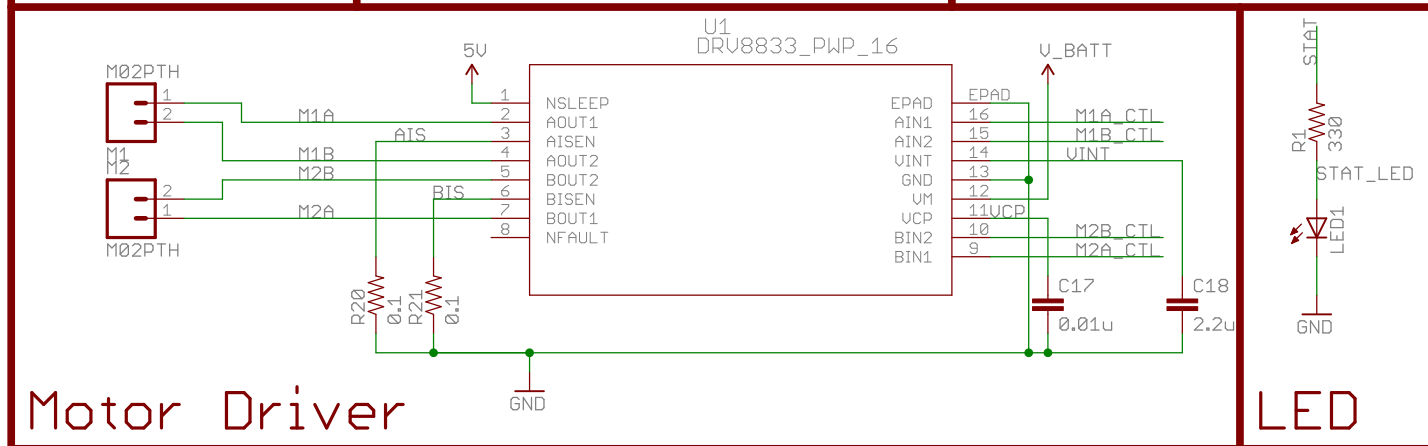 U1
DRV8833_PWP_16
5V
V_BATT
STAT
M02PTH
1
2
M1
M2
2
1
M02PTH
M1A
AIS
M1B
M2B
BIS
M2A
1 NSLEEP
2 AOUT1
3 AISEN
4 AOUT2
5 BOUT2
6 BISEN
7 BOUT1
8 NFAULT
EPAD EPAD
AIN1 16 M1A_CTL
AIN2 15 M1B_CTL
VINT 14 VINT
GND 13
VM 12
VCP 11 VCP
BIN2 10 M2B_CTL
BIN1 9 M2A_CTL
R20
0.1
R21
0.1
C17
0.01u
C18
2.2u
GND
R1
330
STAT_LED
LED1
GND
Motor Driver
LED